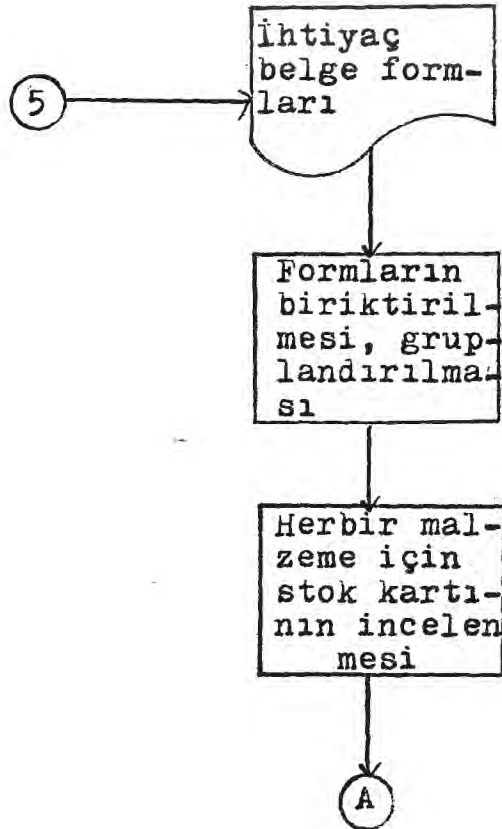 İhtiyaç
belge form-
ları
5
Formların
biriktiril-
mesi, grup-
landırılma-
sı
Herbir mal-
zeme için
stok kartı-
nın incelen
mesi
A